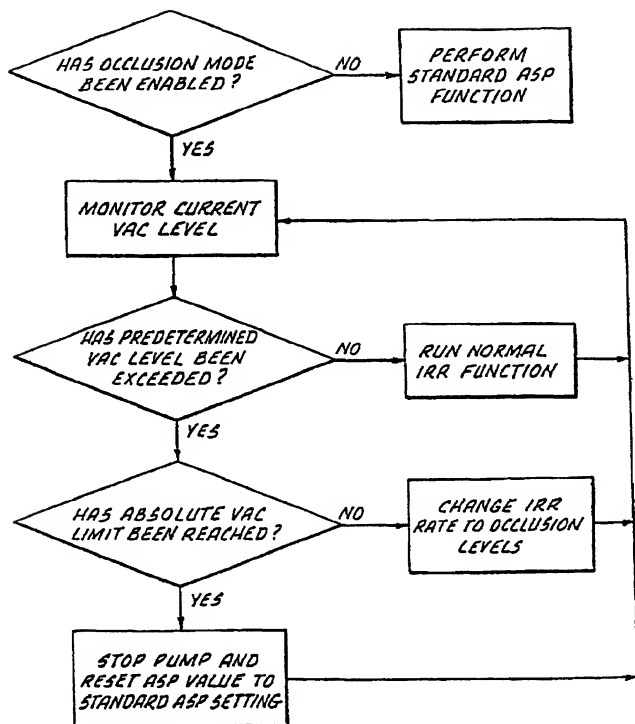 HAS OCCLUSION MODE
BEEN ENABLED?
NO
PERFORM
STANDARD ASP
FUNCTION
YES
MONITOR CURRENT
VAC LEVEL
HAS PREDETERMINED
VAC LEVEL BEEN
EXCEEDED?
NO
RUN NORMAL
IRR FUNCTION
YES
HAS ABSOLUTE VAC
LIMIT BEEN REACHED?
NO
CHANGE IRR
RATE TO OCCLUSION
LEVELS
YES
STOP PUMP AND
RESET ASP VALUE TO
STANDARD ASP SETTING